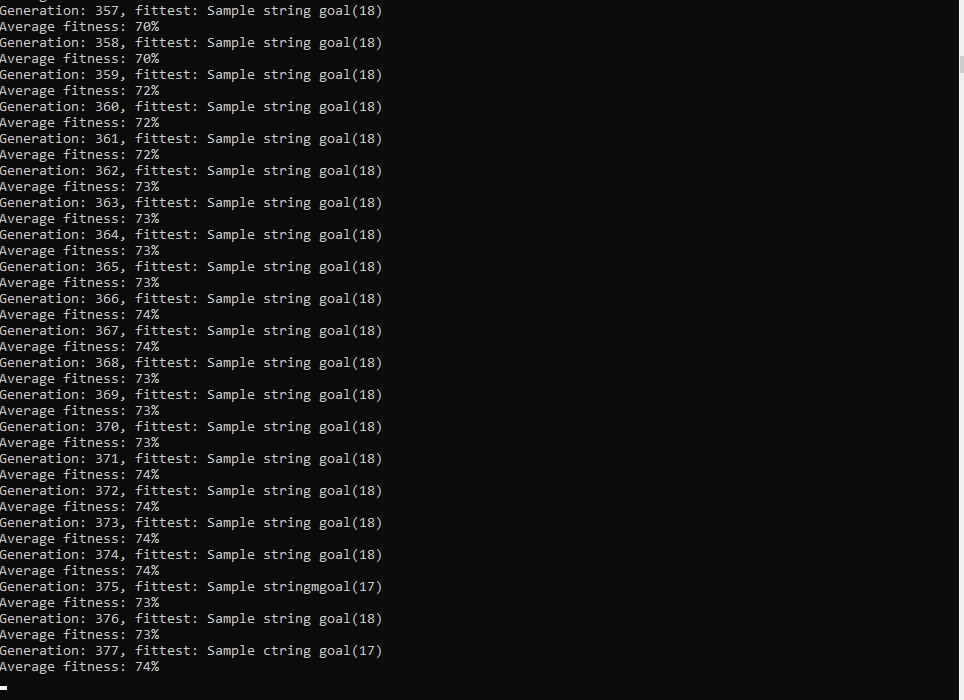 Generation: 357, fittest: Sample string goal(18)
Average fitness: 70%
Generation: 358, fittest: Sample string goal(18)
Average fitness: 70%
Generation: 359, fittest: Sample string goal(18)
Average fitness: 72%
Generation: 360, fittest: Sample string goal(18)
Average fitness: 72%
Generation: 361, fittest: Sample string goal(18)
Average fitness: 72%
Generation: 362, fittest: Sample string goal(18)
Average fitness: 73%
Generation: 363, fittest: Sample string goal(18)
Average fitness: 73%
Generation: 364, fittest: Sample string goal(18)
Average fitness: 73%
Generation: 365, fittest: Sample string goal(18)
Average fitness: 73%
Generation: 366, fittest: Sample string goal(18)
Average fitness: 74%
Generation: 367, fittest: Sample string goal(18)
Average fitness: 74%
Generation: 368, fittest: Sample string goal(18)
Average fitness: 73%
Generation: 369, fittest: Sample string goal(18)
Average fitness: 73%
Generation: 370, fittest: Sample string goal(18)
Average fitness: 73%
Generation: 371, fittest: Sample string goal(18)
Average fitness: 74%
Generation: 372, fittest: Sample string goal(18)
Average fitness: 74%
Generation: 373, fittest: Sample string goal(18)
Average fitness: 74%
Generation: 374, fittest: Sample string goal(18)
Average fitness: 74%
Generation: 375, fittest: Sample stringmgoal(17)
Average fitness: 73%
Generation: 376, fittest: Sample string goal(18)
Average fitness: 73%
Generation: 377, fittest: Sample ctring goal(17)
Average fitness: 74%